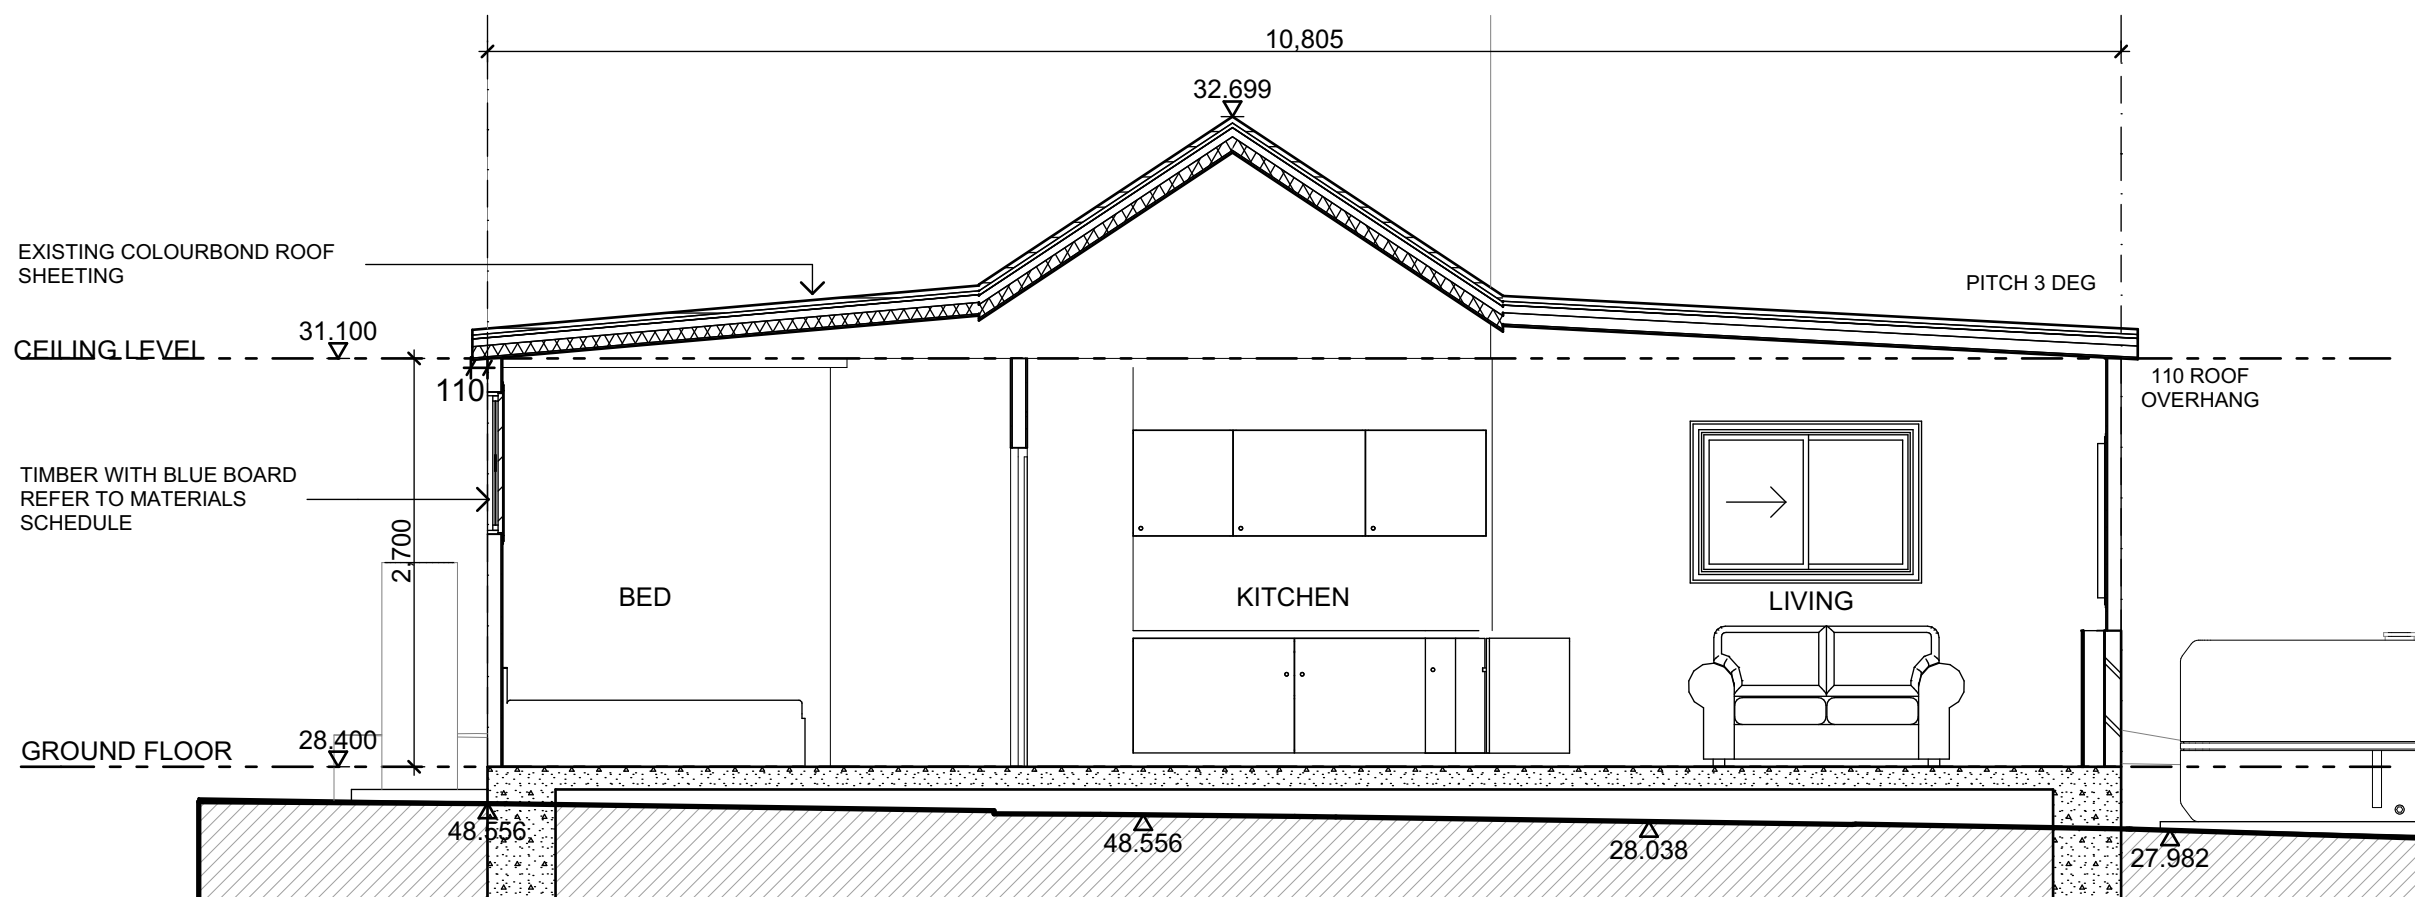 10,805
32.699
EXISTING COLOURBOND ROOF
SHEETING
PITCH 3 DEG
31.100
CEILING LEVEL
110
110 ROOF
OVERHANG
TIMBER WITH BLUE BOARD
REFER TO MATERIALS
SCHEDULE
2,700
BED
KITCHEN
LIVING
GROUND FLOOR
28.400
48.556
48.556
28.038
27.982